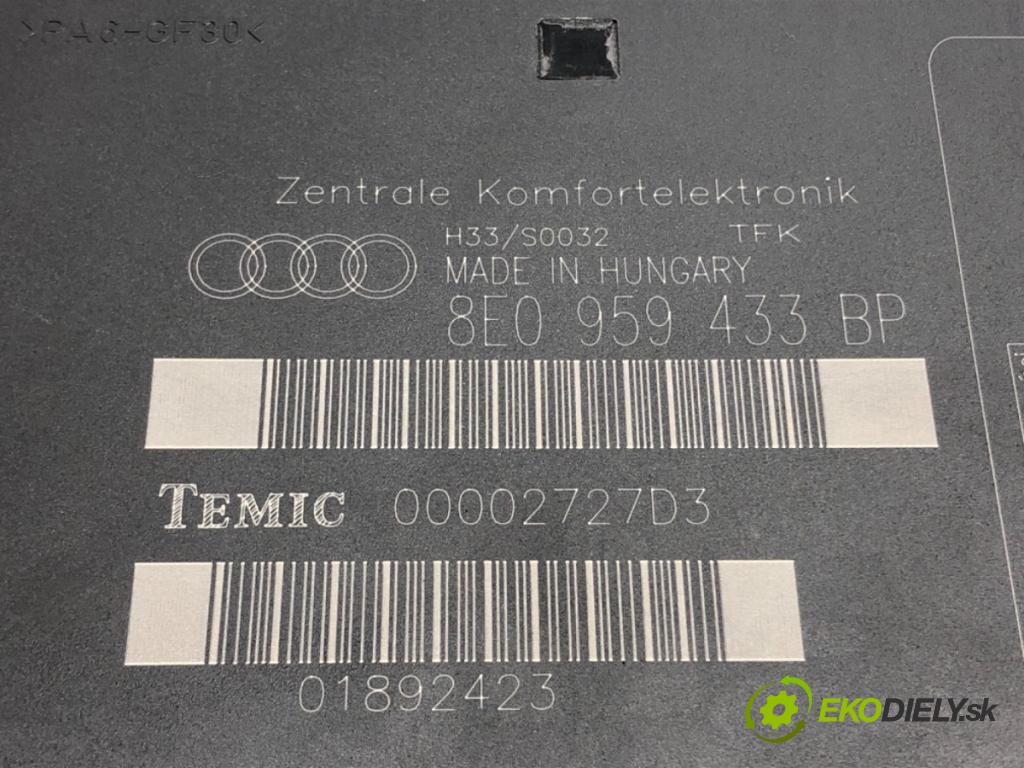 >PA6-GF30<
Zentrale Komfortelektronik
H33/S0032 TFK
MADE IN HUNGARY
8E0 959 433 BP
TEMIC 00002727D3
01892423
EKODIELY.sk